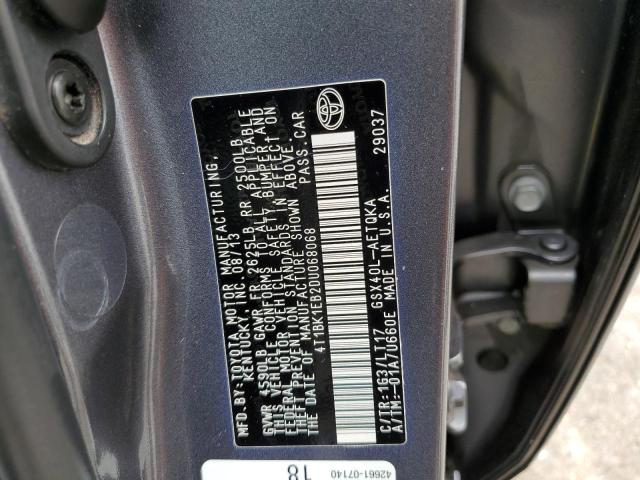 MFD.BY:TOYOTA MOTOR MANUFACTURING,
KENTUCKY, INC. 08/13
GVWR 4590LB GAWR FR 2625LB RR 2500LB
THIS VEHICLE CONFORMS TO ALL APPLICABLE
FEDERAL MOTOR VEHICLE SAFETY, BUMPER, AND
THEFT PREVENTION STANDARDS IN EFFECT ON
THE DATE OF MANUFACTURE SHOWN ABOVE.
4T1BK1EB2DU068068 PASS.CAR
C/TR:1G3/LT17 GSX40L-AETQKA 29037
A/TM:-01A/U660E MADE IN U.S.A.
42661-07140
18